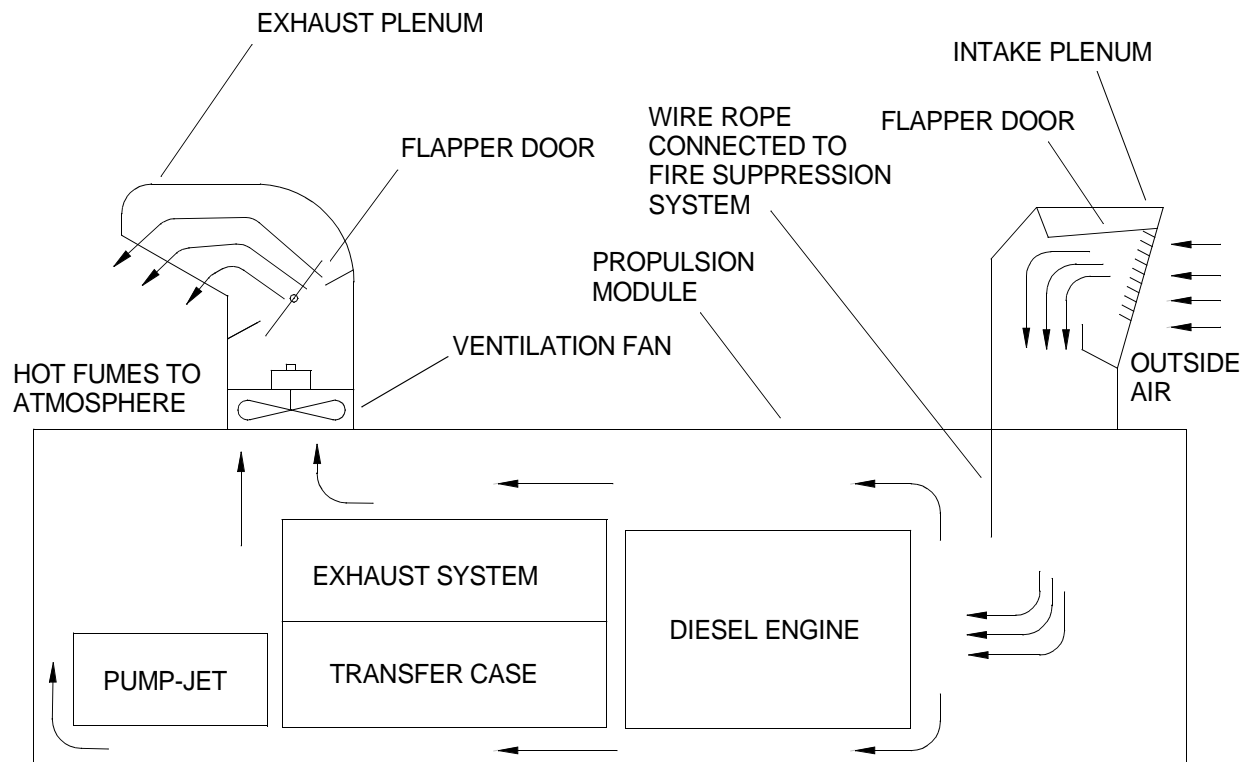 EXHAUST PLENUM
INTAKE PLENUM
WIRE ROPE
CONNECTED TO
FIRE SUPPRESSION
SYSTEM
FLAPPER DOOR
FLAPPER DOOR
PROPULSION
MODULE
VENTILATION FAN
HOT FUMES TO
ATMOSPHERE
OUTSIDE
AIR
EXHAUST SYSTEM
DIESEL ENGINE
PUMP-JET
TRANSFER CASE